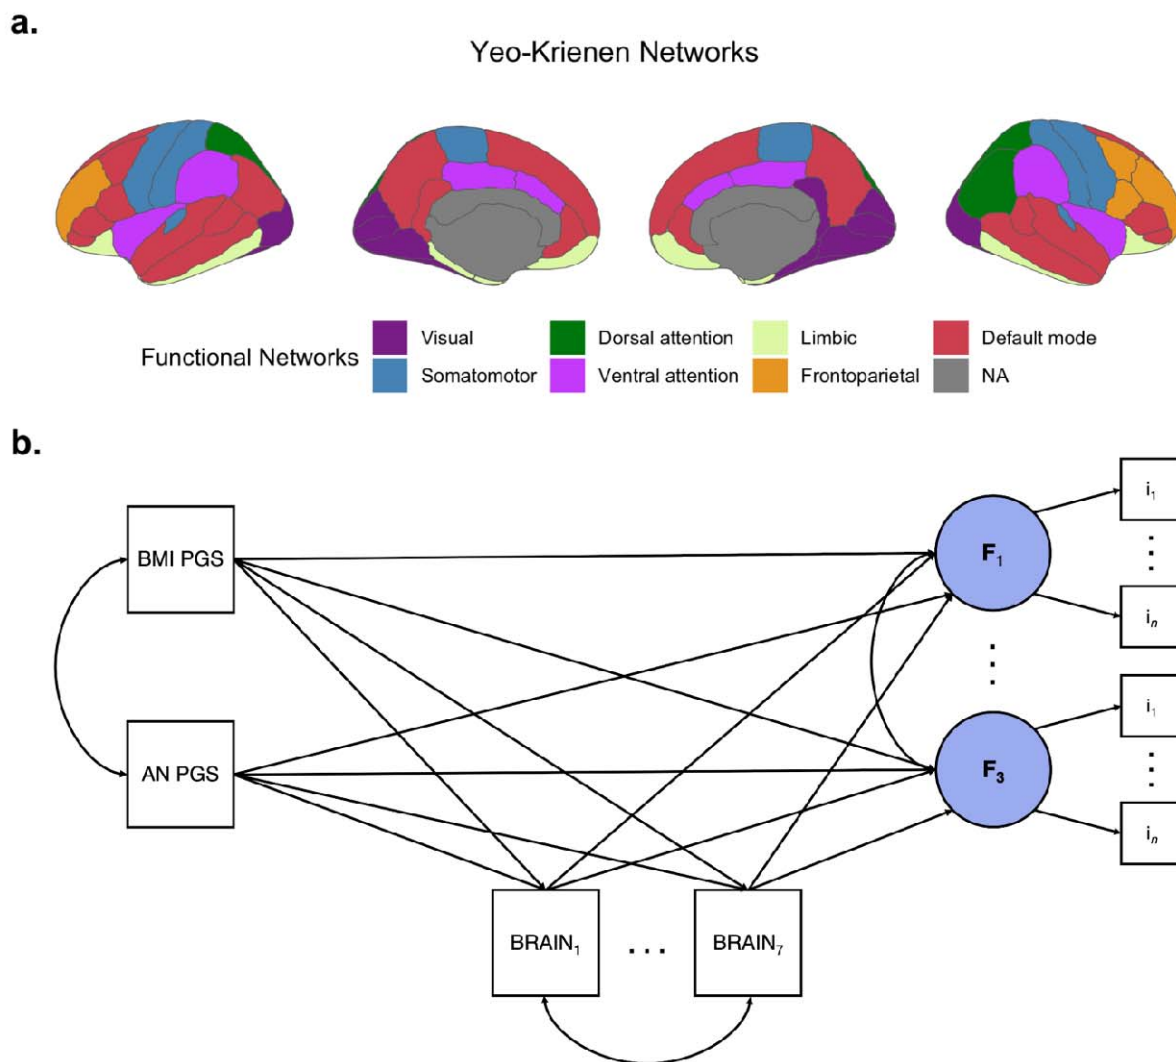 a.
Yeo-Krienen Networks
Functional Networks
Visual
Dorsal attention
Limbic
Default mode
Somatomotor
Ventral attention
Frontoparietal
NA
b.
BMI PGS
AN PGS
F₁
i₁
⋮
iₙ
⋮
F₃
i₁
⋮
iₙ
BRAIN₁ ... BRAIN₇